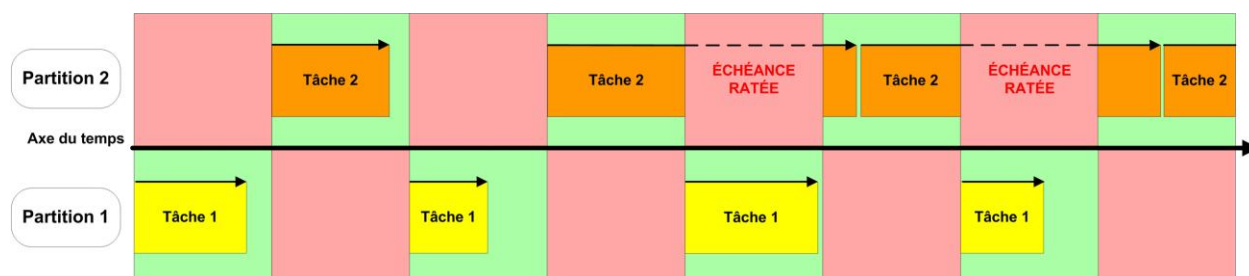 Partition 2
Tâche 2
Tâche 2
ÉCHÉANCE
RATÉE
Tâche 2
ÉCHÉANCE
RATÉE
Tâche 2
Axe du temps
Partition 1
Tâche 1
Tâche 1
Tâche 1
Tâche 1